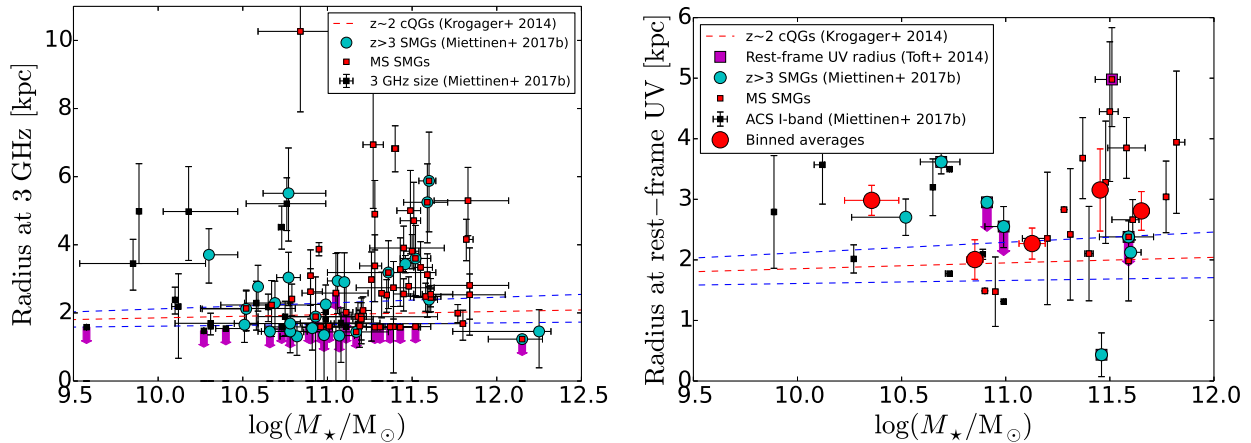 Radius at 3 GHz [kpc]
10
8
6
4
2
0
z~2 cQGs (Krogager+ 2014)
z>3 SMGs (Miettinen+ 2017b)
MS SMGs
3 GHz size (Miettinen+ 2017b)
9.5 10.0 10.5 11.0 11.5 12.0 12.5
log(M⋆/M⊙)
Radius at rest−frame UV [kpc]
6
5
4
3
2
1
0
z~2 cQGs (Krogager+ 2014)
Rest-frame UV radius (Toft+ 2014)
z>3 SMGs (Miettinen+ 2017b)
MS SMGs
ACS I-band (Miettinen+ 2017b)
Binned averages
9.5 10.0 10.5 11.0 11.5 12.0
log(M⋆/M⊙)